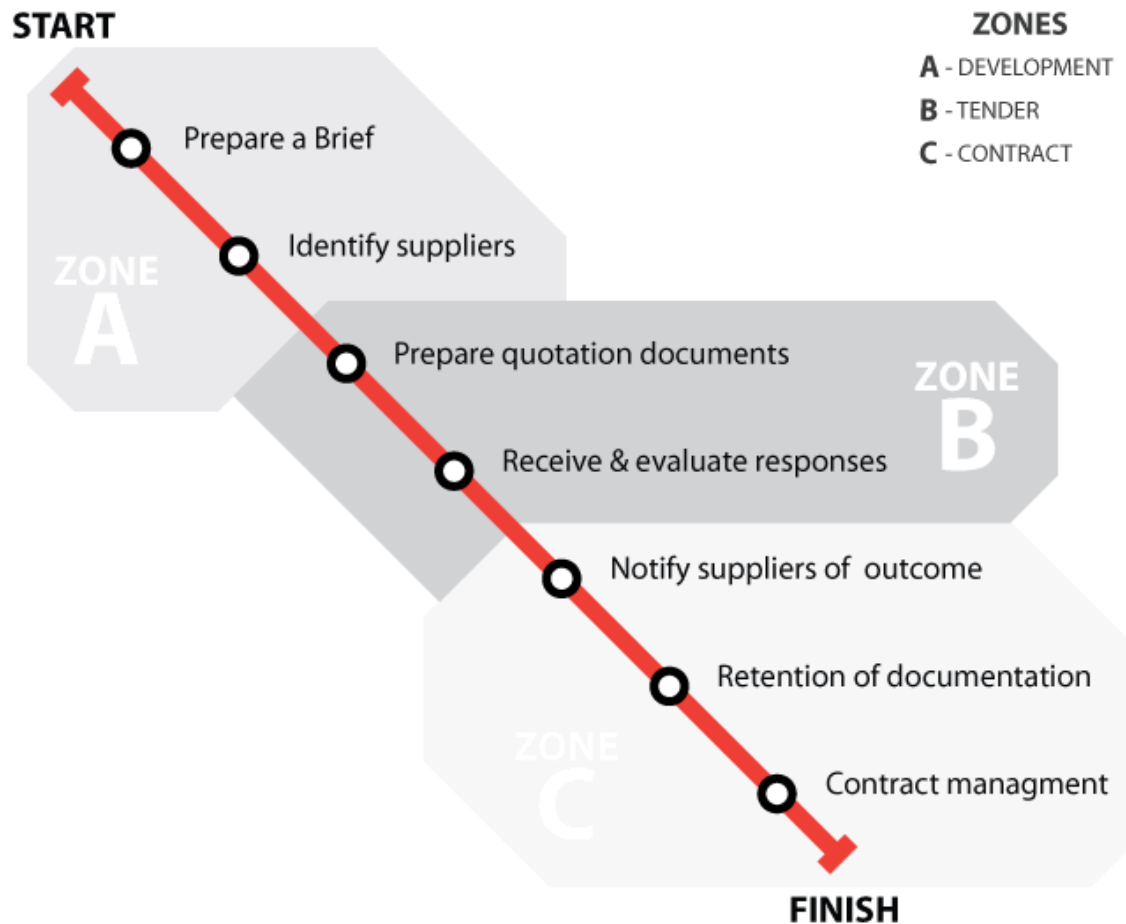 START
ZONES
A - DEVELOPMENT
B - TENDER
C - CONTRACT
Prepare a Brief
Identify suppliers
ZONE
A
Prepare quotation documents
ZONE
B
Receive & evaluate responses
Notify suppliers of outcome
Retention of documentation
ZONE
C
Contract managment
FINISH